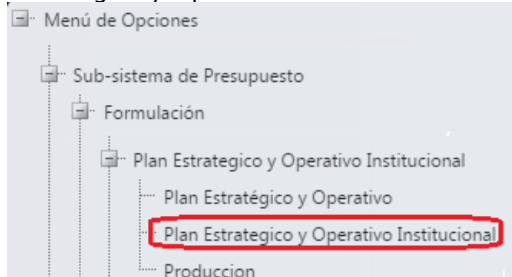 Menú de Opciones
Sub-sistema de Presupuesto
Formulación
Plan Estrategico y Operativo Institucional
Plan Estratégico y Operativo
Plan Estrategico y Operativo Institucional
Produccion